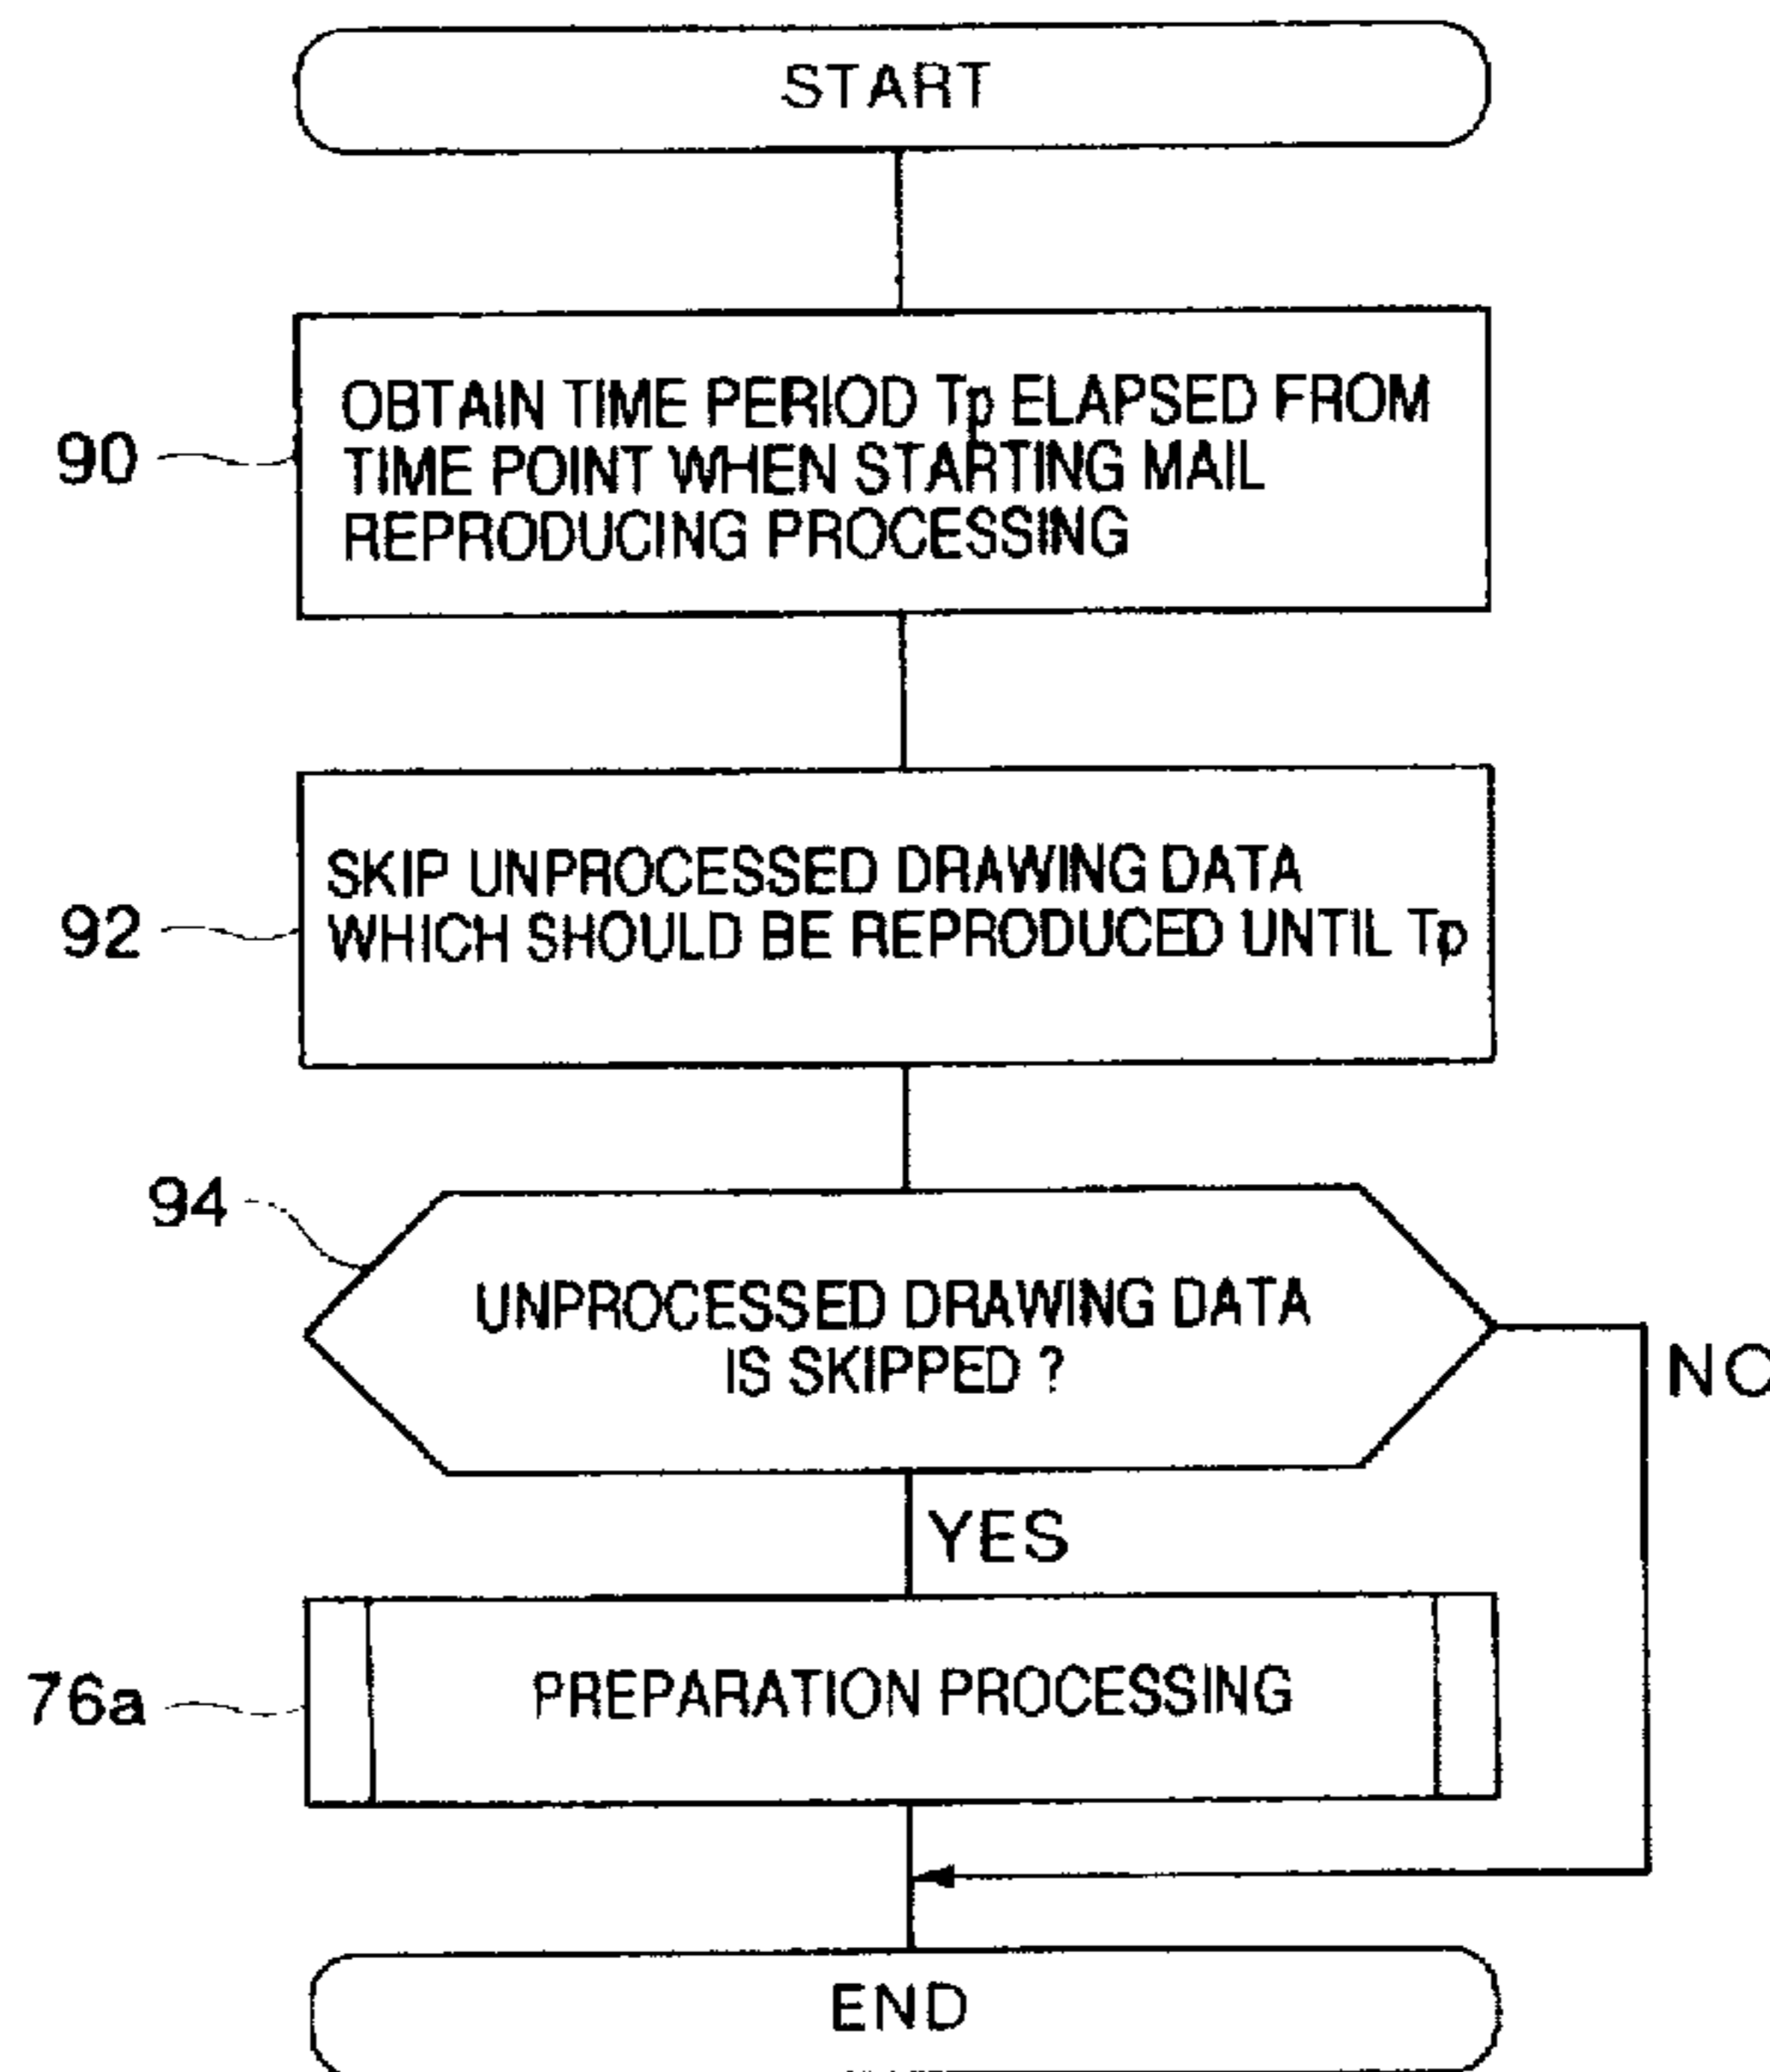 START
90
OBTAIN TIME PERIOD Tp ELAPSED FROM
TIME POINT WHEN STARTING MAIL
REPRODUCING PROCESSING
92
SKIP UNPROCESSED DRAWING DATA
WHICH SHOULD BE REPRODUCED UNTIL Tp
94
UNPROCESSED DRAWING DATA
IS SKIPPED ?
NO
YES
76a
PREPARATION PROCESSING
END